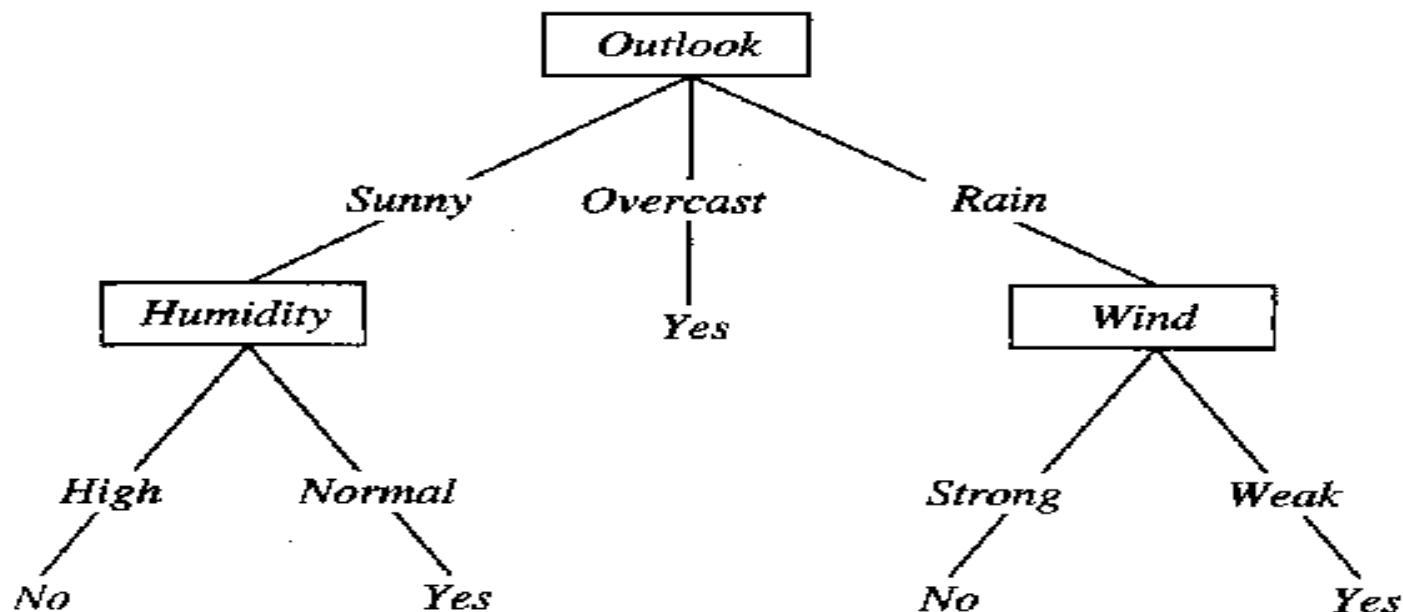 Outlook
Sunny Overcast Rain
Humidity Yes Wind
High Normal Strong Weak
No Yes No Yes